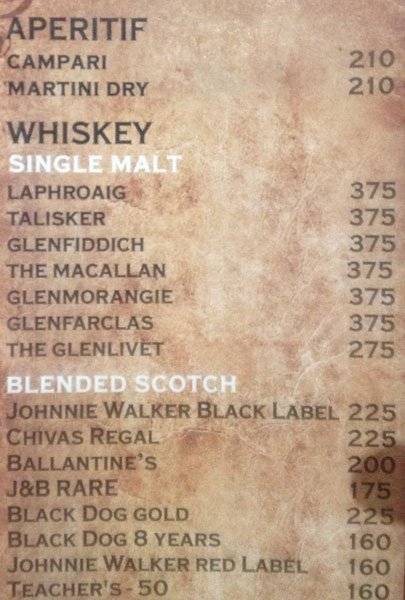 APERITIF
CAMPARI 210
MARTINI DRY 210
WHISKEY
SINGLE MALT
LAPHROAIG 375
TALISKER 375
GLENFIDDICH 375
THE MACALLAN 375
GLENMORANGIE 375
GLENFARCLAS 375
THE GLENLIVET 275
BLENDED SCOTCH
JOHNNIE WALKER BLACK LABEL 225
CHIVAS REGAL 225
BALLANTINE'S 200
J&B RARE 175
BLACK DOG GOLD 225
BLACK DOG 8 YEARS 160
JOHNNIE WALKER RED LABEL 160
TEACHER'S - 50 160